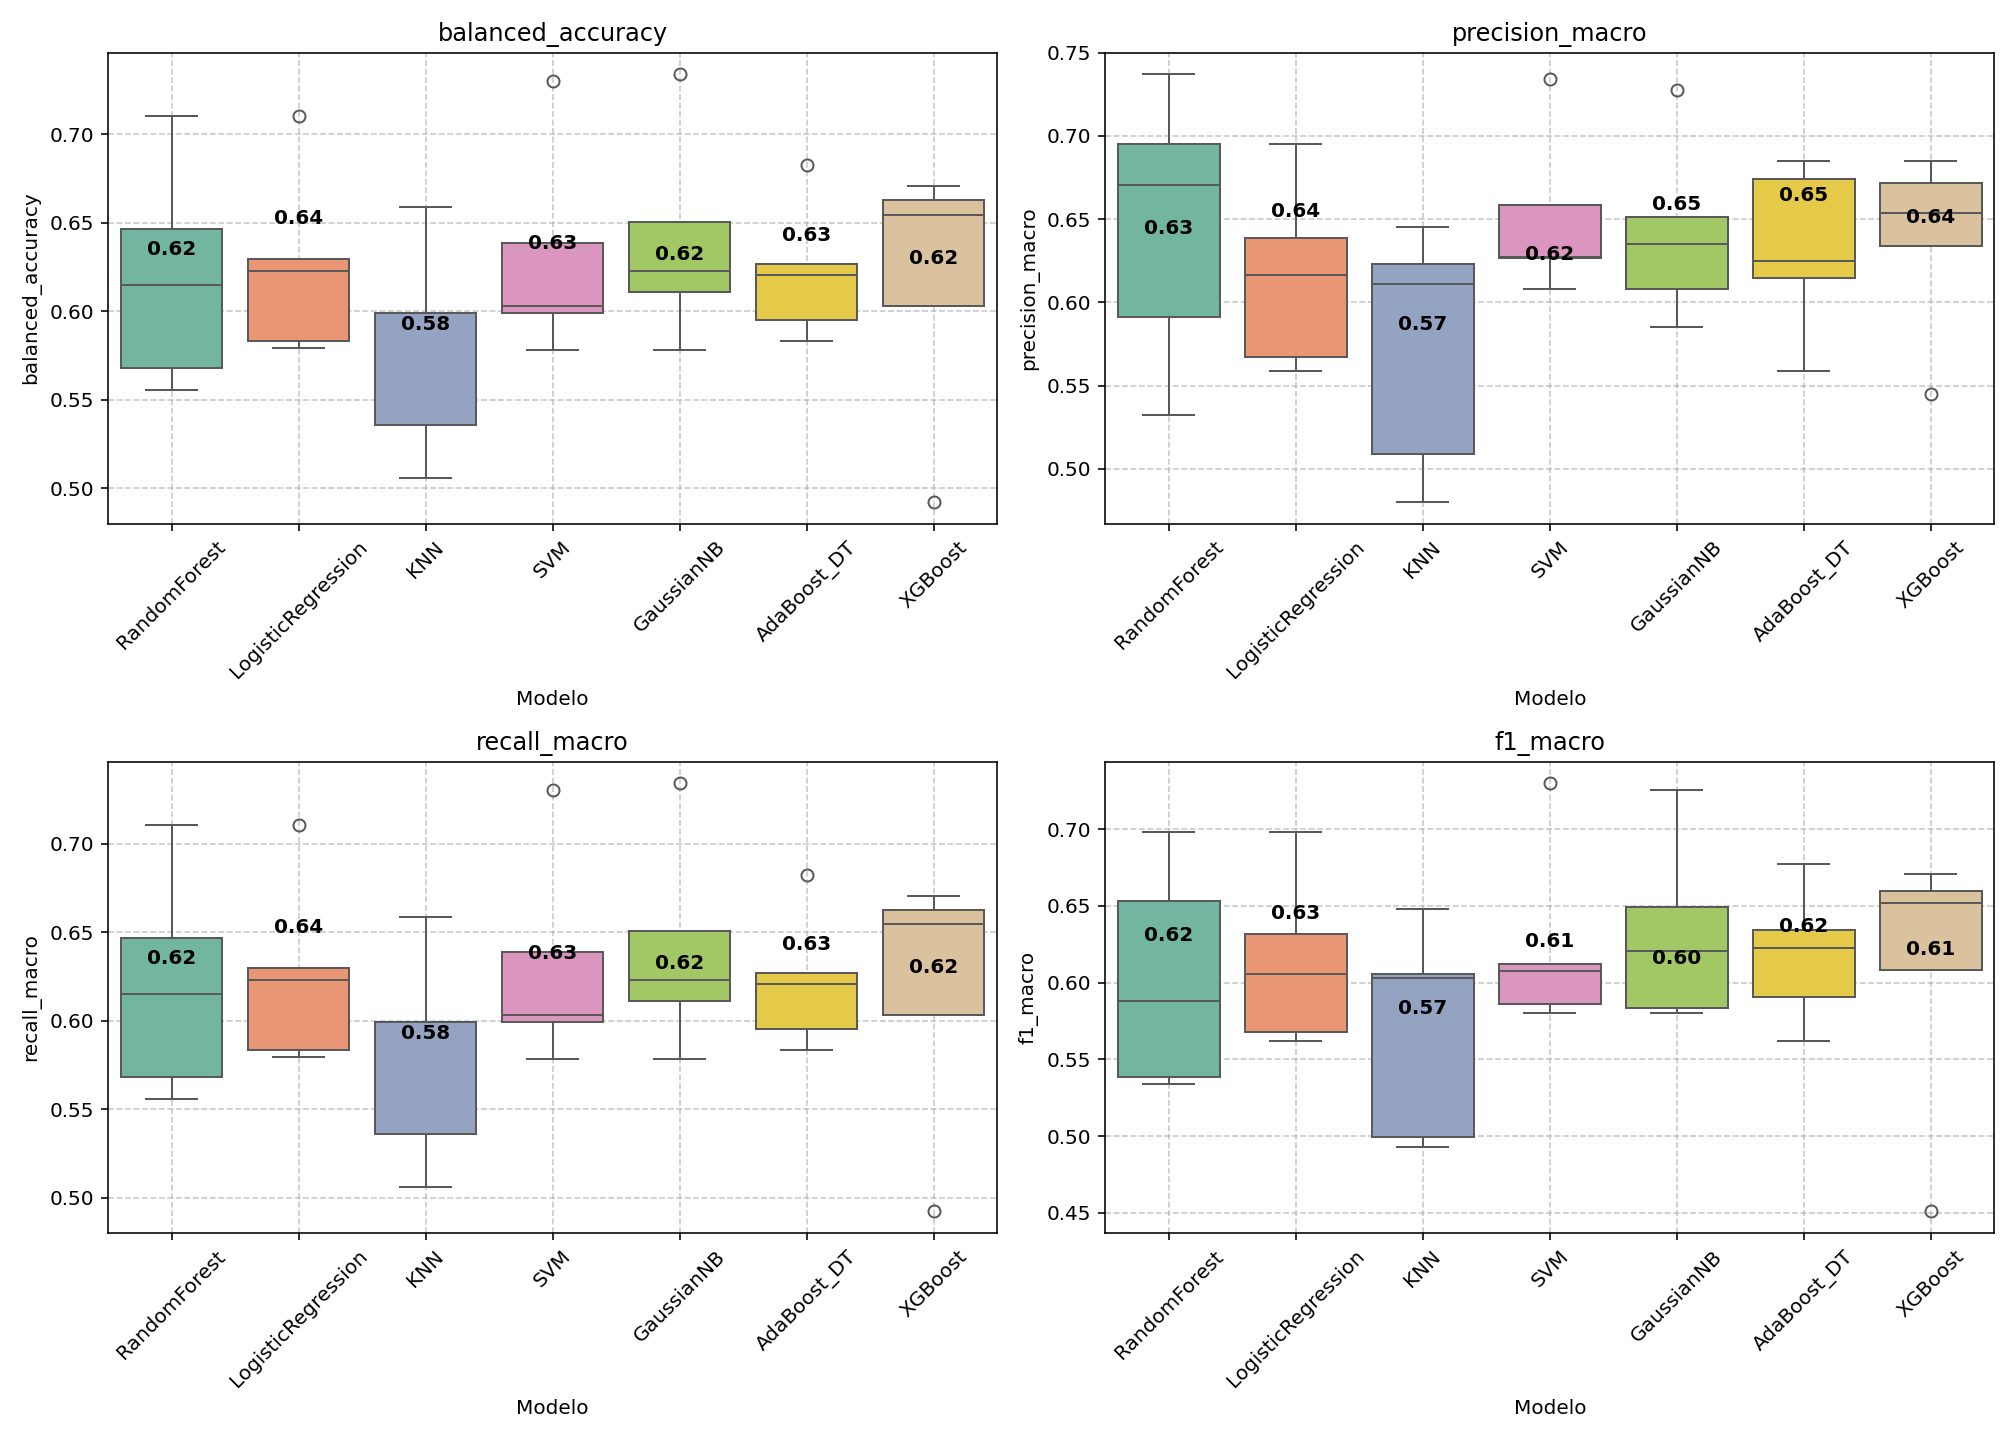 balanced_accuracy
balanced_accuracy
0.70
0.65
0.60
0.55
0.50
0.62
0.64
0.58
0.63
0.62
0.63
0.62
RandomForest
LogisticRegression
KNN
SVM
GaussianNB
AdaBoost_DT
XGBoost
Modelo
precision_macro
precision_macro
0.75
0.70
0.65
0.60
0.55
0.50
0.63
0.64
0.57
0.62
0.65
0.65
0.64
RandomForest
LogisticRegression
KNN
SVM
GaussianNB
AdaBoost_DT
XGBoost
Modelo
recall_macro
recall_macro
0.70
0.65
0.60
0.55
0.50
0.62
0.64
0.58
0.63
0.62
0.63
0.62
RandomForest
LogisticRegression
KNN
SVM
GaussianNB
AdaBoost_DT
XGBoost
Modelo
f1_macro
f1_macro
0.70
0.65
0.60
0.55
0.50
0.45
0.62
0.63
0.57
0.61
0.60
0.62
0.61
RandomForest
LogisticRegression
KNN
SVM
GaussianNB
AdaBoost_DT
XGBoost
Modelo